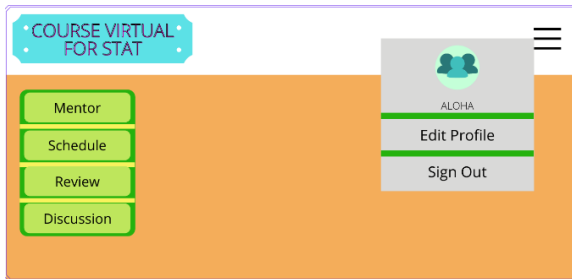 COURSE VIRTUAL
FOR STAT
ALOHA
Edit Profile
Sign Out
Mentor
Schedule
Review
Discussion